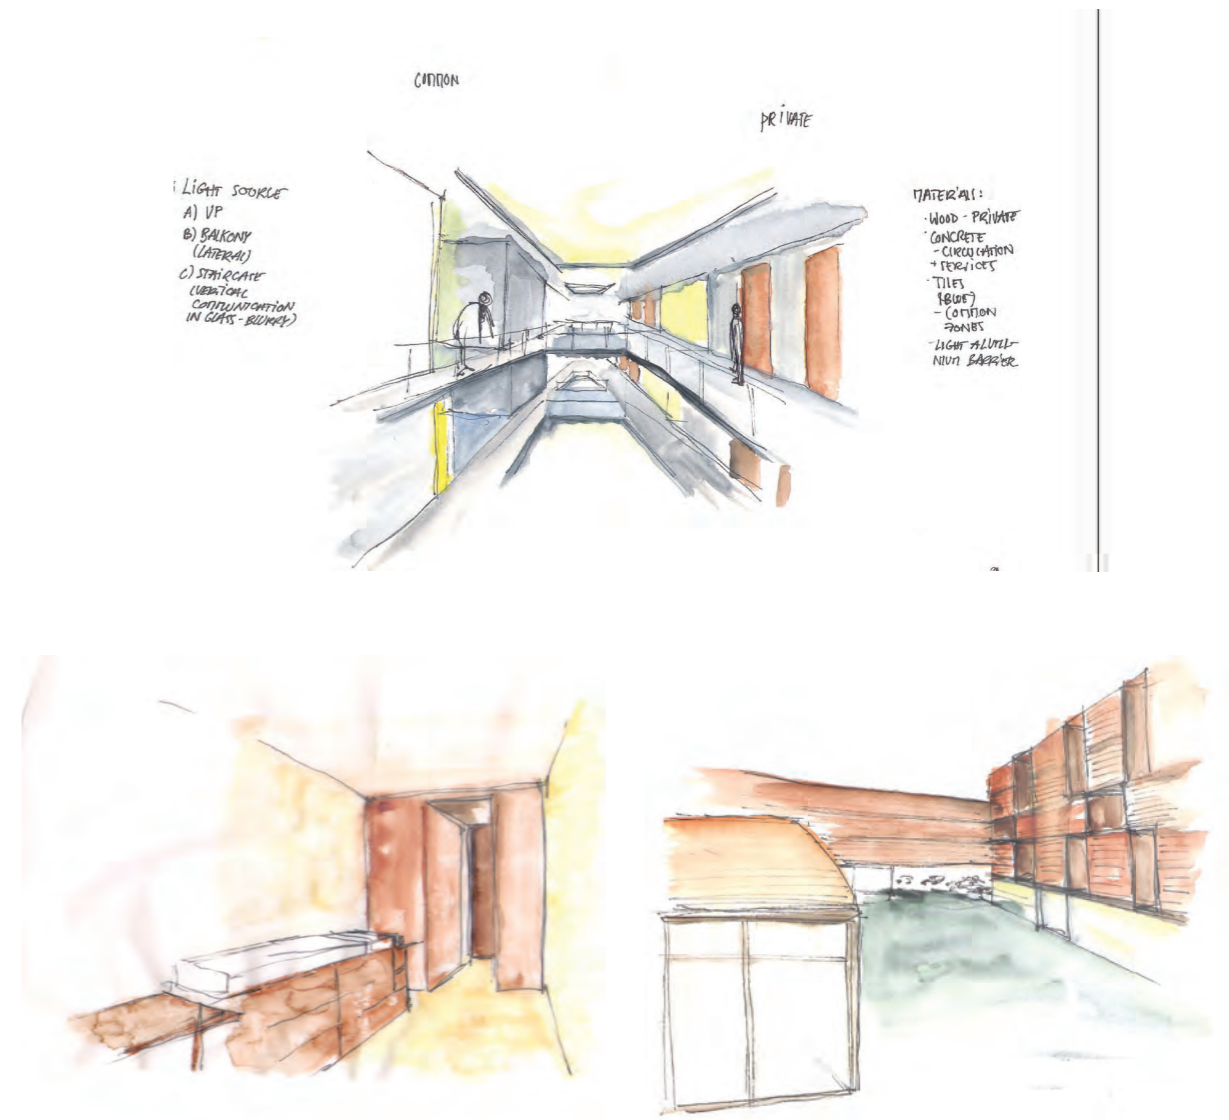 COMMON
PRIVATE
LIGHT SOURCE
A) UP
B) BALKONY
(LATERAL)
C) STAIRCASE
(VERTICAL
COMMUNICATION
IN GLASS - BLURRY)
MATERIALS:
· WOOD - PRIVATE
· CONCRETE
- CIRCULATION
+ SERVICES
· TILES
(BLUE)
- COMMON
ZONES
- LIGHT ALUMI-
NIUM BARRIER